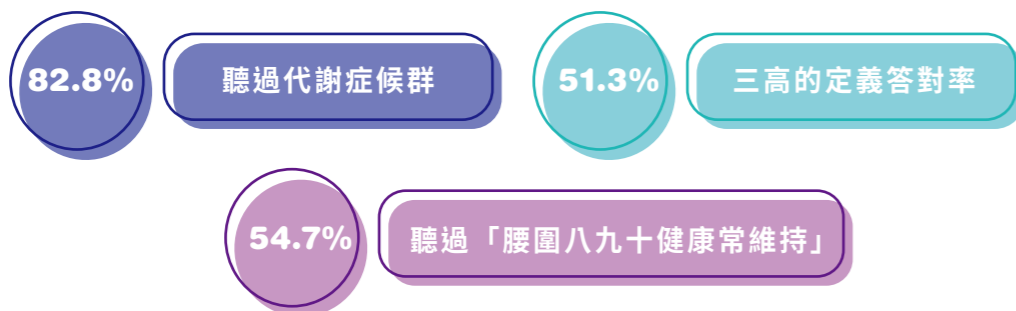 82.8%
聽過代謝症候群
51.3%
三高的定義答對率
54.7%
聽過「腰圍八九十健康常維持」